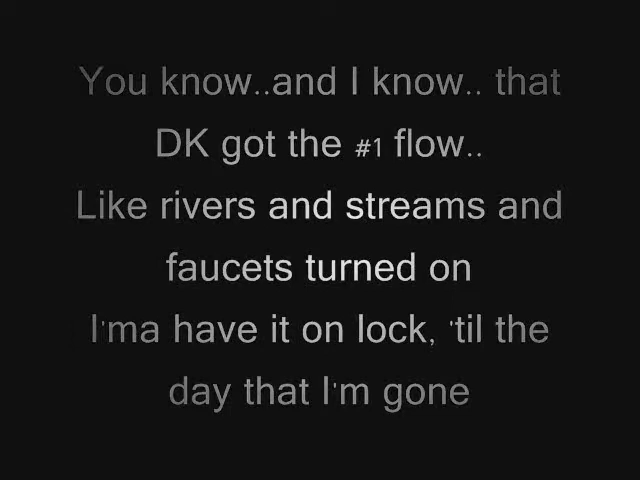 You know..and I know.. that
DK got the #1 flow..
Like rivers and streams and
faucets turned on
I'ma have it on lock, 'til the
day that I'm gone